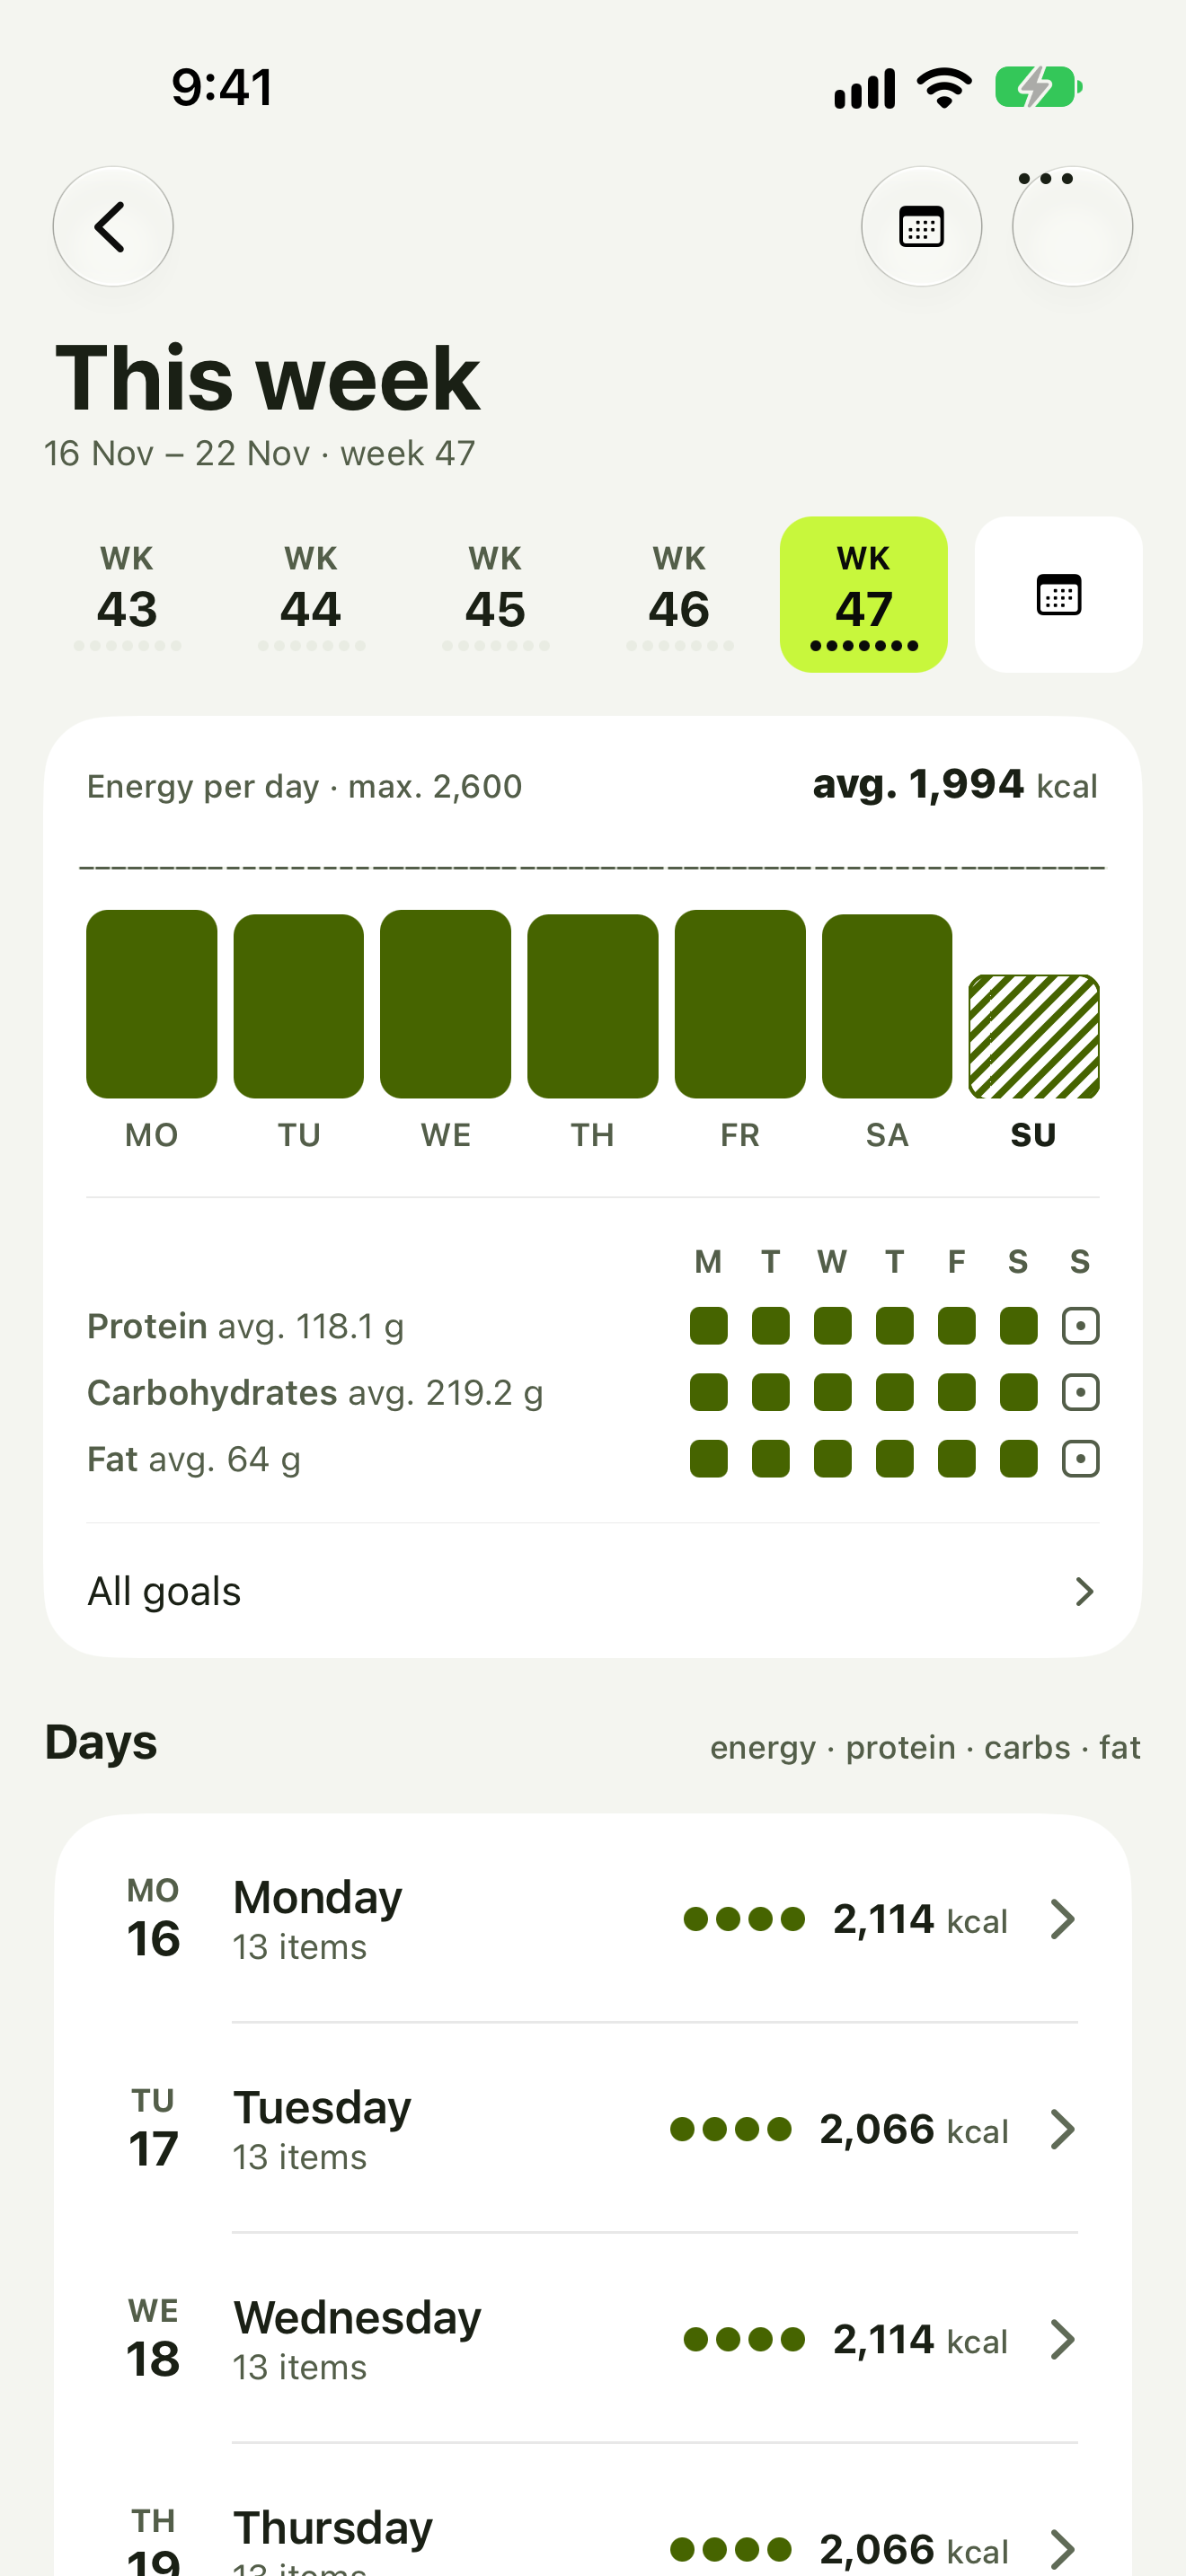 9:41
This week
16 Nov – 22 Nov · week 47
WK WK WK WK WK
43 44 45 46 47
Energy per day · max. 2,600 avg. 1,994 kcal
MO TU WE TH FR SA SU
M T W T F S S
Protein avg. 118.1 g
Carbohydrates avg. 219.2 g
Fat avg. 64 g
All goals
Days energy · protein · carbs · fat
MO Monday
16 13 items 2,114 kcal
TU Tuesday
17 13 items 2,066 kcal
WE Wednesday
18 13 items 2,114 kcal
TH Thursday
19 13 items 2,066 kcal